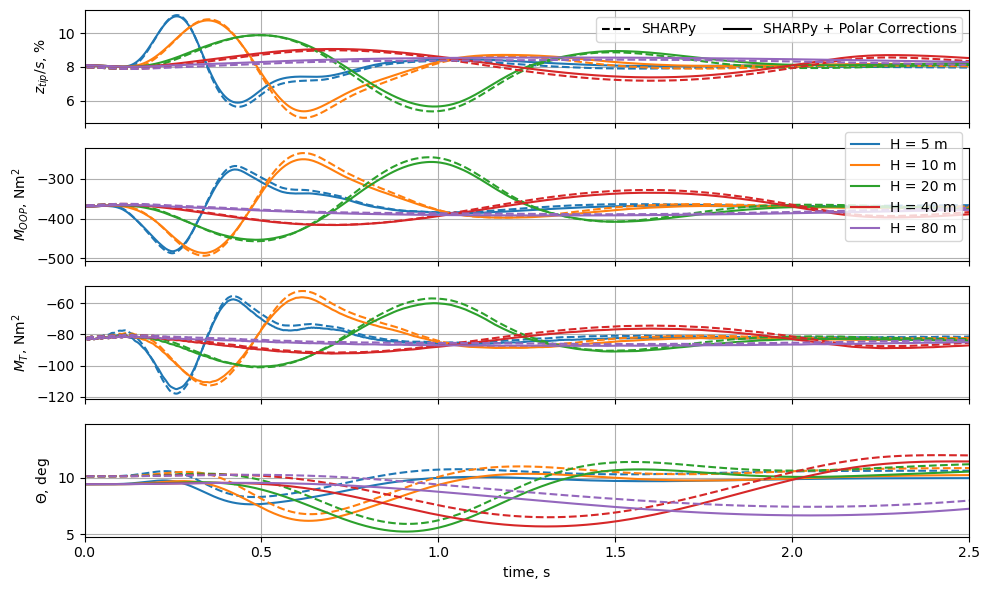 z_tip/s, %
10
8
6
SHARPy
SHARPy + Polar Corrections
M_OOP, Nm²
−300
−400
−500
H = 5 m
H = 10 m
H = 20 m
H = 40 m
H = 80 m
M_T, Nm²
−60
−80
−100
−120
Θ, deg
10
5
0.0 0.5 1.0 1.5 2.0 2.5
time, s